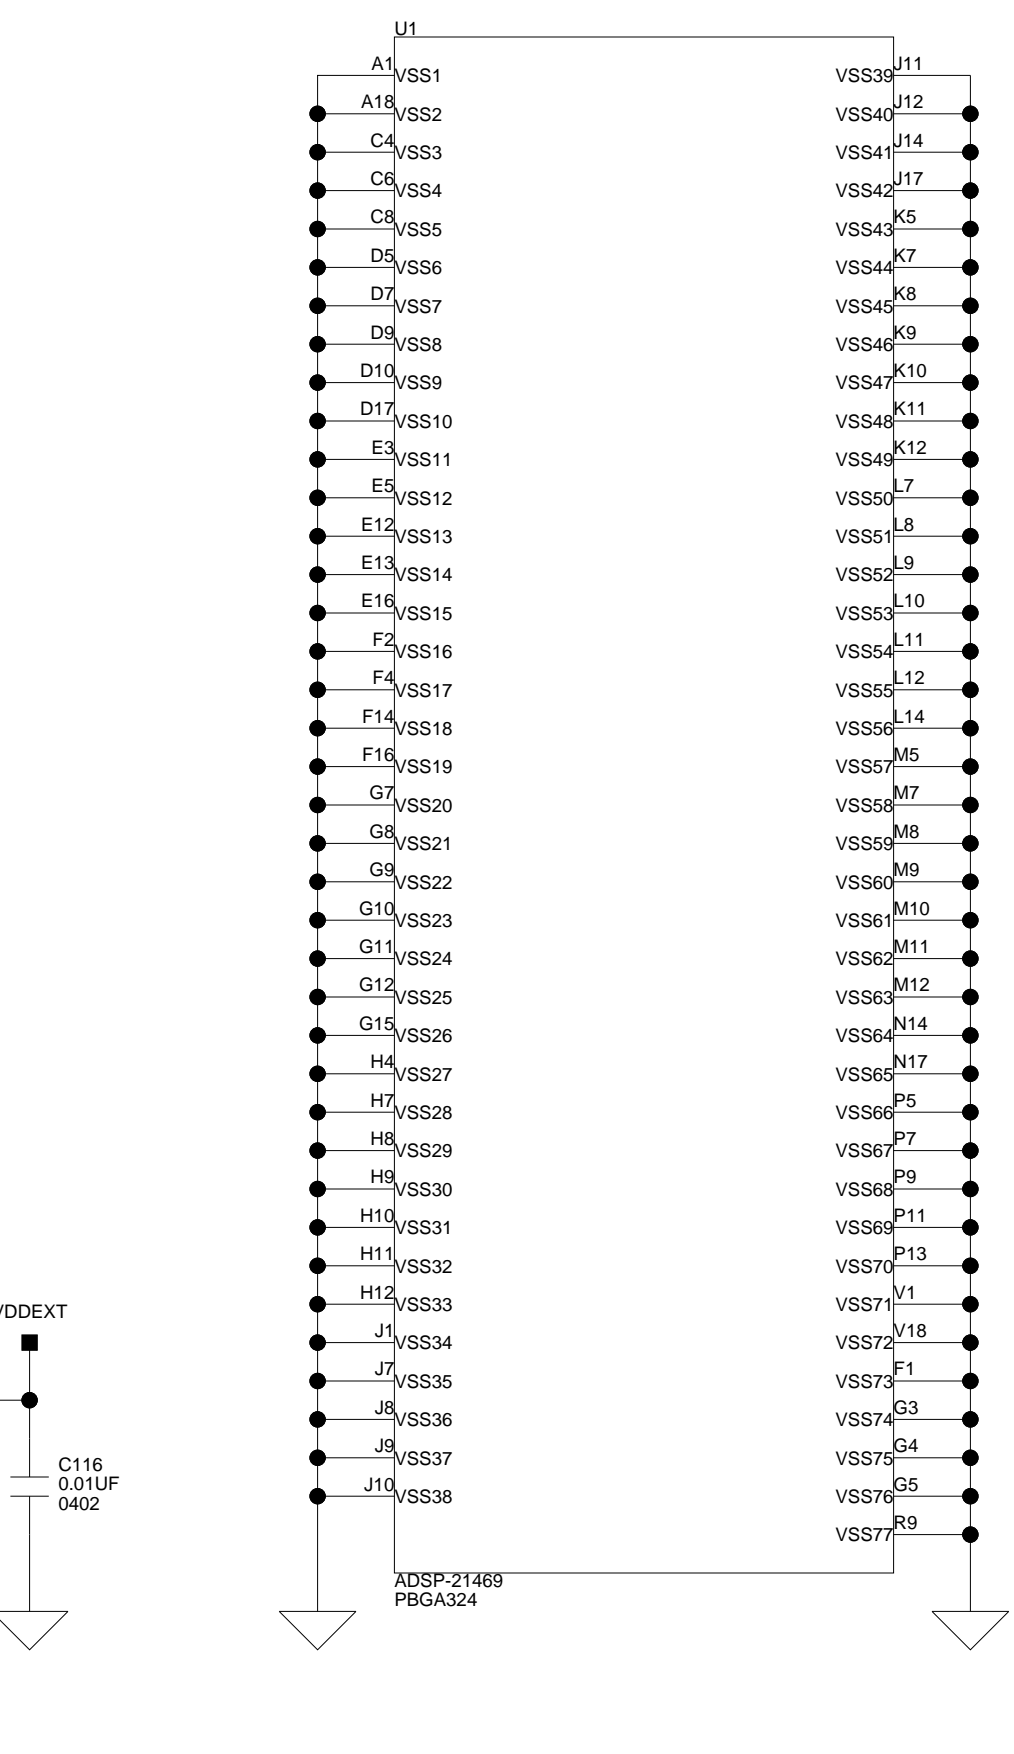 U1
A1 VSS1 VSS39 J11
A18 VSS2 VSS40 J12
C4 VSS3 VSS41 J14
C6 VSS4 VSS42 J17
C8 VSS5 VSS43 K5
D5 VSS6 VSS44 K7
D7 VSS7 VSS45 K8
D9 VSS8 VSS46 K9
D10 VSS9 VSS47 K10
D17 VSS10 VSS48 K11
E3 VSS11 VSS49 K12
E5 VSS12 VSS50 L7
E12 VSS13 VSS51 L8
E13 VSS14 VSS52 L9
E16 VSS15 VSS53 L10
F2 VSS16 VSS54 L11
F4 VSS17 VSS55 L12
F14 VSS18 VSS56 L14
F16 VSS19 VSS57 M5
G7 VSS20 VSS58 M7
G8 VSS21 VSS59 M8
G9 VSS22 VSS60 M9
G10 VSS23 VSS61 M10
G11 VSS24 VSS62 M11
G12 VSS25 VSS63 M12
G15 VSS26 VSS64 N14
H4 VSS27 VSS65 N17
H7 VSS28 VSS66 P5
H8 VSS29 VSS67 P7
H9 VSS30 VSS68 P9
H10 VSS31 VSS69 P11
H11 VSS32 VSS70 P13
H12 VSS33 VSS71 V1
J1 VSS34 VSS72 V18
J7 VSS35 VSS73 F1
J8 VSS36 VSS74 G3
J9 VSS37 VSS75 G4
J10 VSS38 VSS76 G5
VSS77 R9
ADSP-21469
PBGA324
VDDEXT
C116
0.01UF
0402